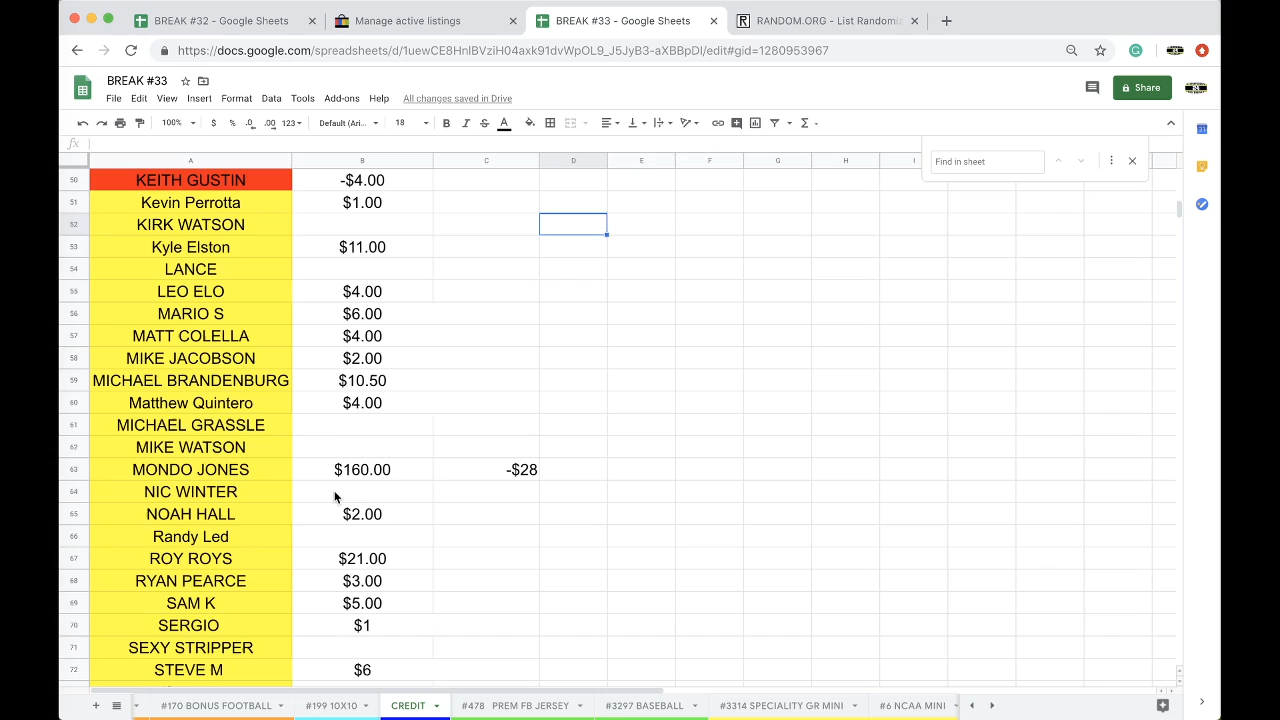 BREAK #32 - Google Sheets
Manage active listings
BREAK #33 - Google Sheets
RANDOM.ORG - List Randomiz
https://docs.google.com/spreadsheets/d/1uewCE8HnIBVziH04axk91dvWpOL9_J5JyB3-aXBBpDI/edit#gid=1280953967
BREAK #33
File Edit View Insert Format Data Tools Add-ons Help All changes saved in Drive
Share
100% $ % .0 .00 123 Default (Ari... 18 B I S A
fx
Find in sheet
A B C D E F G H I
50 KEITH GUSTIN -$4.00
51 Kevin Perrotta $1.00
52 KIRK WATSON
53 Kyle Elston $11.00
54 LANCE
55 LEO ELO $4.00
56 MARIO S $6.00
57 MATT COLELLA $4.00
58 MIKE JACOBSON $2.00
59 MICHAEL BRANDENBURG $10.50
60 Matthew Quintero $4.00
61 MICHAEL GRASSLE
62 MIKE WATSON
63 MONDO JONES $160.00 -$28
64 NIC WINTER
65 NOAH HALL $2.00
66 Randy Led
67 ROY ROYS $21.00
68 RYAN PEARCE $3.00
69 SAM K $5.00
70 SERGIO $1
71 SEXY STRIPPER
72 STEVE M $6
#170 BONUS FOOTBALL #199 10X10 CREDIT #478 PREM FB JERSEY #3297 BASEBALL #3314 SPECIALITY GR MINI #6 NCAA MINI